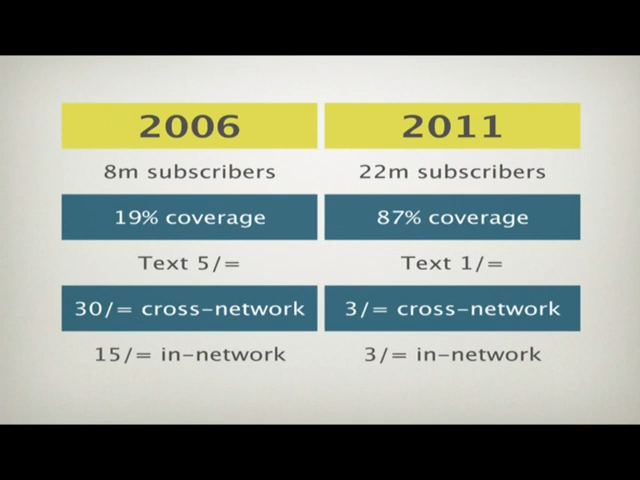 2006 2011
8m subscribers 22m subscribers
19% coverage 87% coverage
Text 5/= Text 1/=
30/= cross-network 3/= cross-network
15/= in-network 3/= in-network